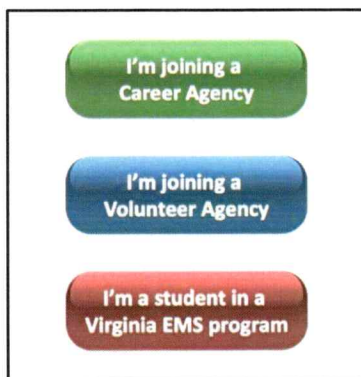 I'm joining a
Career Agency
I'm joining a
Volunteer Agency
I'm a student in a
Virginia EMS program